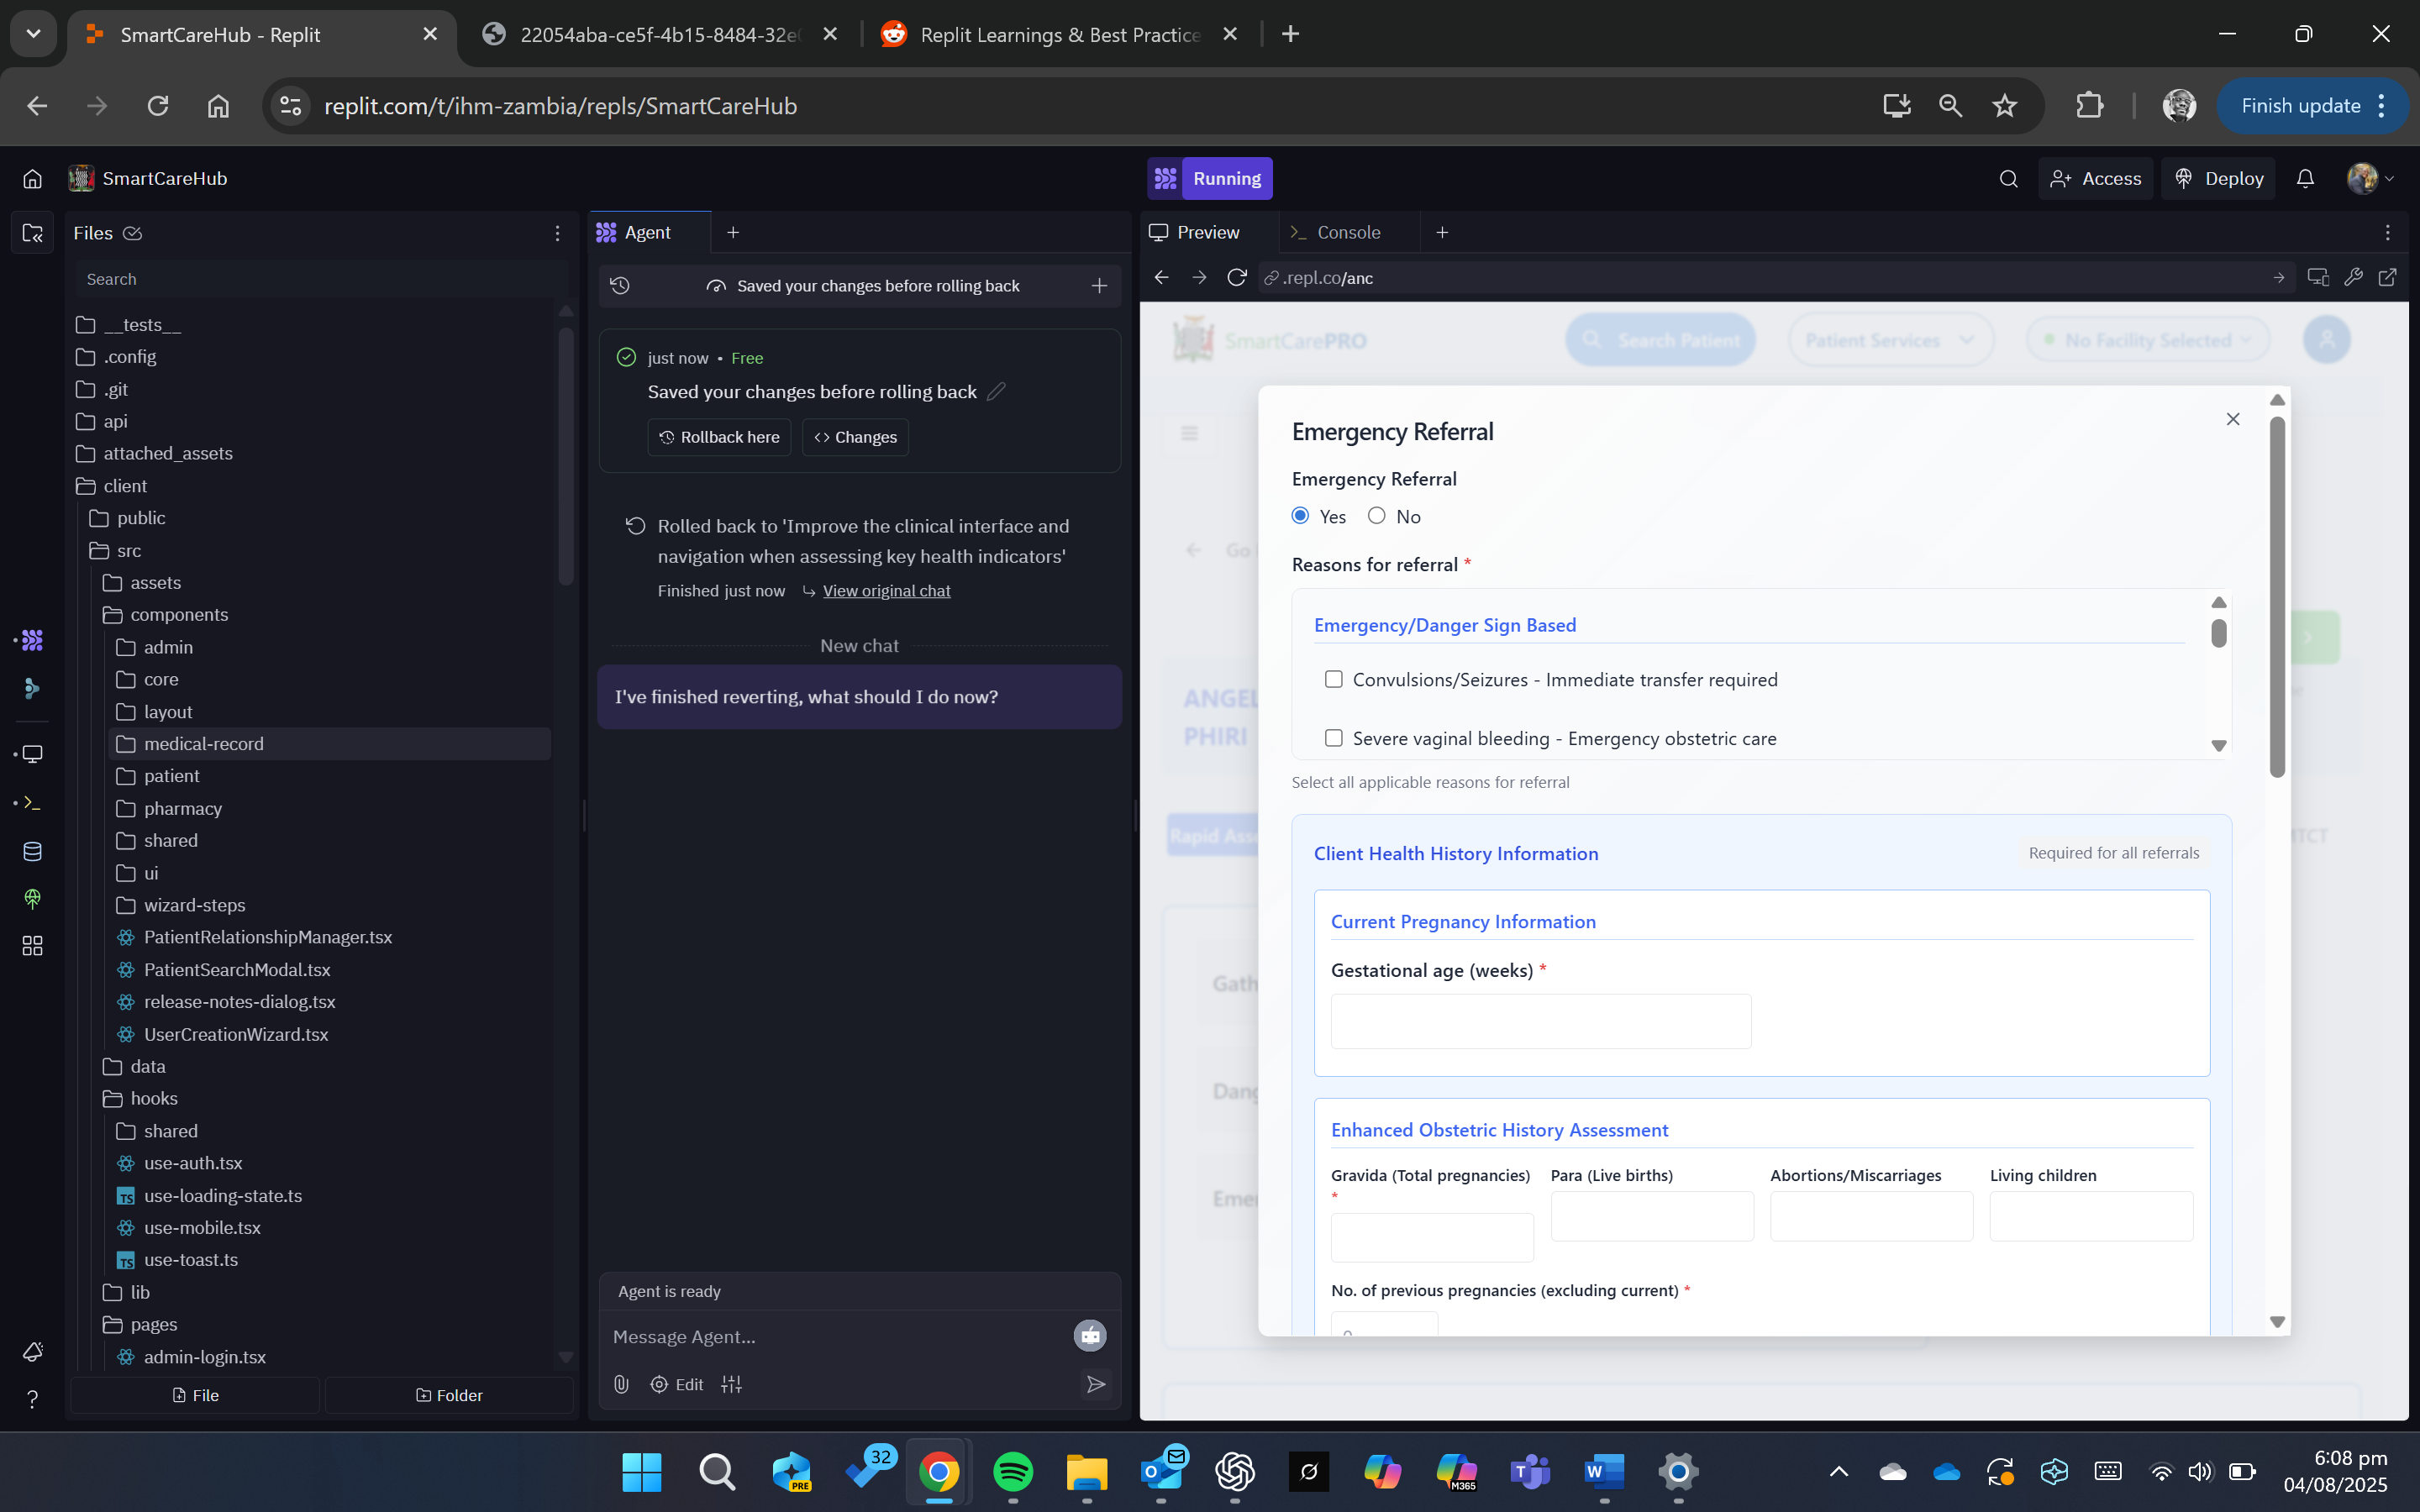 SmartCareHub - Replit
22054aba-ce5f-4b15-8484-32e
Replit Learnings & Best Practice
replit.com/t/ihm-zambia/repls/SmartCareHub
Finish update
SmartCareHub
Running
Access
Deploy
Files
Agent
Preview
Console
Search
Saved your changes before rolling back
.repl.co/anc
__tests__
.config
.git
api
attached_assets
client
public
src
assets
components
admin
core
layout
medical-record
patient
pharmacy
shared
ui
wizard-steps
PatientRelationshipManager.tsx
PatientSearchModal.tsx
release-notes-dialog.tsx
UserCreationWizard.tsx
data
hooks
shared
use-auth.tsx
use-loading-state.ts
use-mobile.tsx
use-toast.ts
lib
pages
admin-login.tsx
File
Folder
just now • Free
Saved your changes before rolling back
Rollback here
Changes
Rolled back to 'Improve the clinical interface and
navigation when assessing key health indicators'
Finished just now
View original chat
New chat
I've finished reverting, what should I do now?
Agent is ready
Message Agent...
Edit
SmartCarePRO
Search Patient
Patient Services
No Facility Selected
Go
ANGEL
PHIRI
Rapid Ass
TCT
Gath
Dang
Emer
Emergency Referral
Emergency Referral
Yes
No
Reasons for referral *
Emergency/Danger Sign Based
Convulsions/Seizures - Immediate transfer required
Severe vaginal bleeding - Emergency obstetric care
Select all applicable reasons for referral
Client Health History Information
Required for all referrals
Current Pregnancy Information
Gestational age (weeks) *
Enhanced Obstetric History Assessment
Gravida (Total pregnancies) *
Para (Live births)
Abortions/Miscarriages
Living children
No. of previous pregnancies (excluding current) *
PRE
32
M365
6:08 pm
04/08/2025